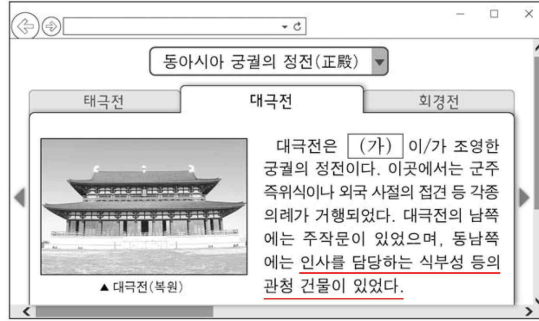 동아시아 궁궐의 정전(正殿)
태극전
대극전
회경전
대극전은 (가) 이/가 조영한
궁궐의 정전이다. 이곳에서는 군주
즉위식이나 외국 사절의 접견 등 각종
의례가 거행되었다. 대극전의 남쪽
에는 주작문이 있었으며, 동남쪽
에는 인사를 담당하는 식부성 등의
관청 건물이 있었다.
▲ 대극전(복원)